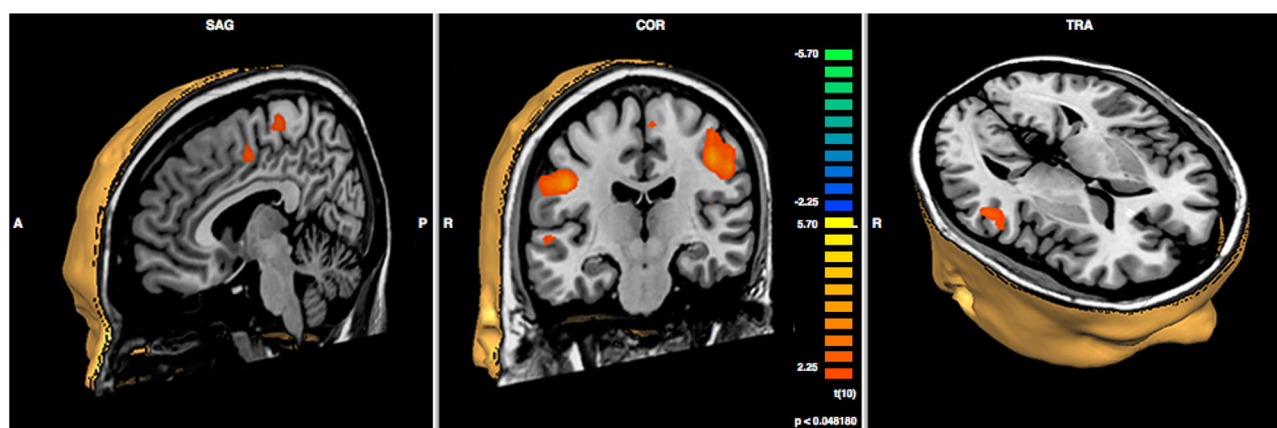 SAG
A
P
COR
R
L
-5.70
-2.25
5.70
2.25
t(10)
p < 0.048180
TRA
R